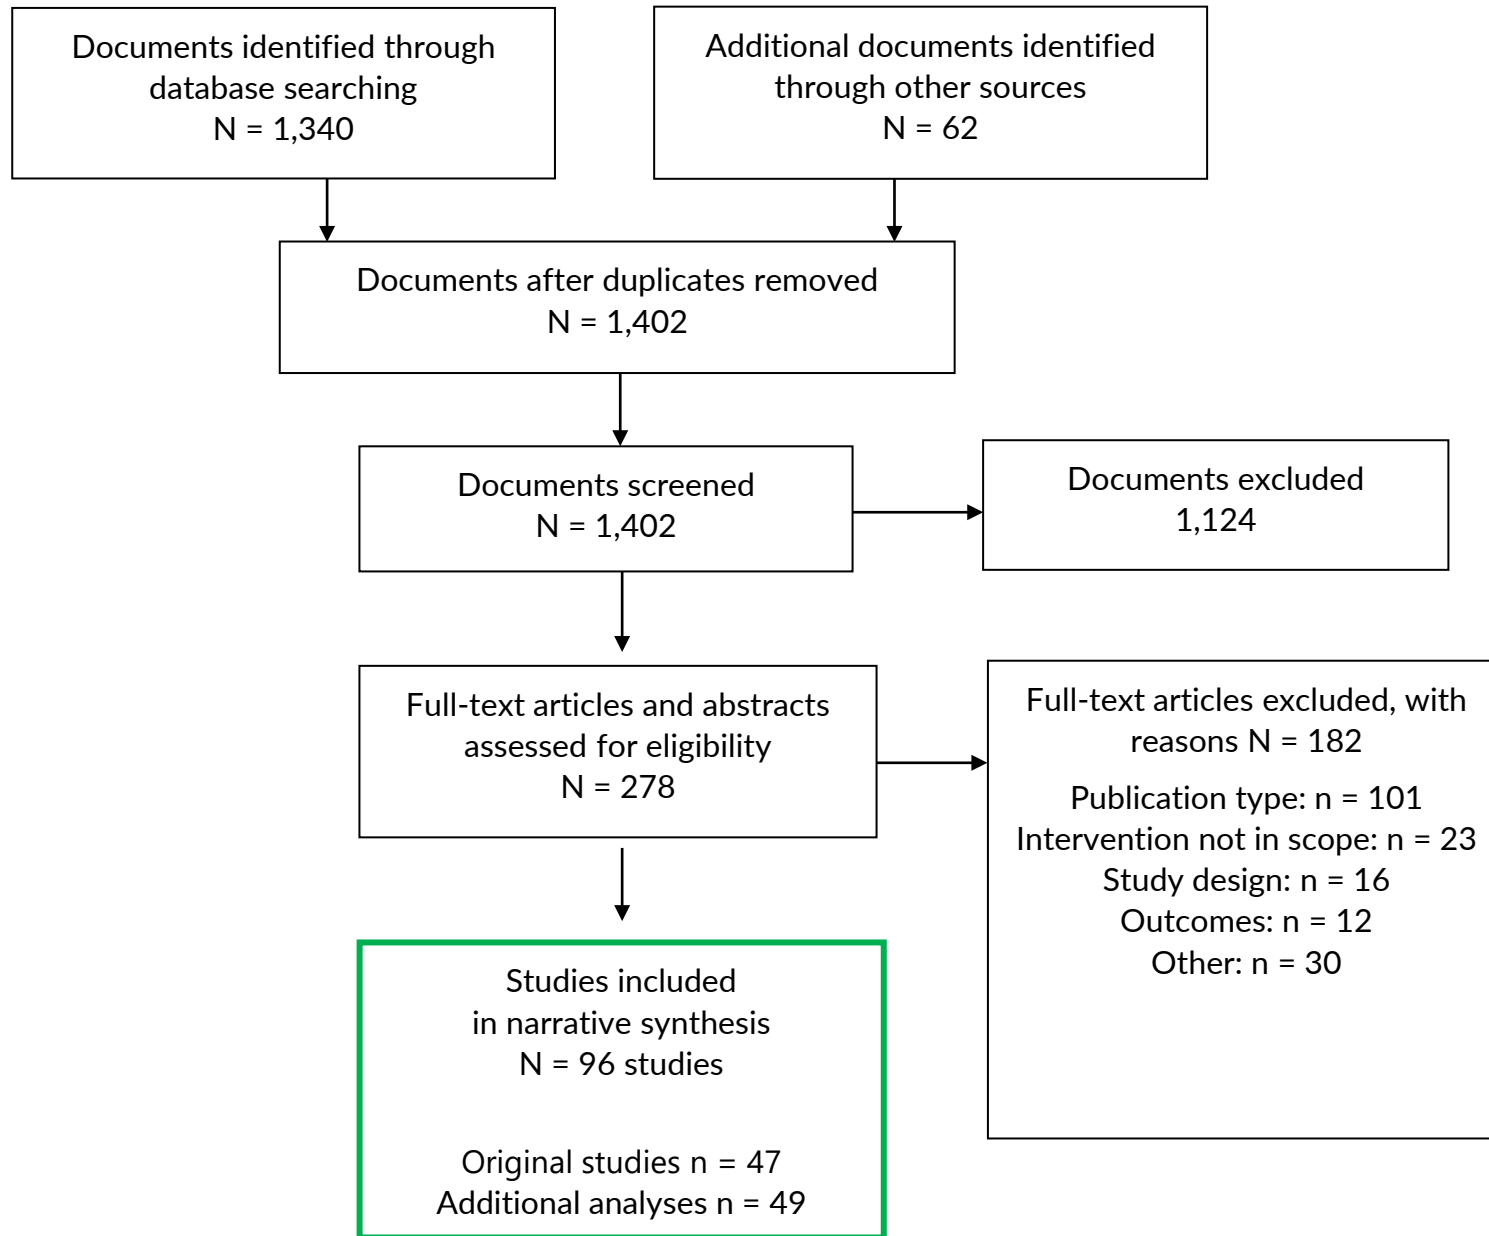 Documents identified through
database searching
N = 1,340
Additional documents identified
through other sources
N = 62
Documents after duplicates removed
N = 1,402
Documents screened
N = 1,402
Documents excluded
1,124
Full-text articles and abstracts
assessed for eligibility
N = 278
Full-text articles excluded, with
reasons N = 182
Publication type: n = 101
Intervention not in scope: n = 23
Study design: n = 16
Outcomes: n = 12
Other: n = 30
Studies included
in narrative synthesis
N = 96 studies
Original studies n = 47
Additional analyses n = 49